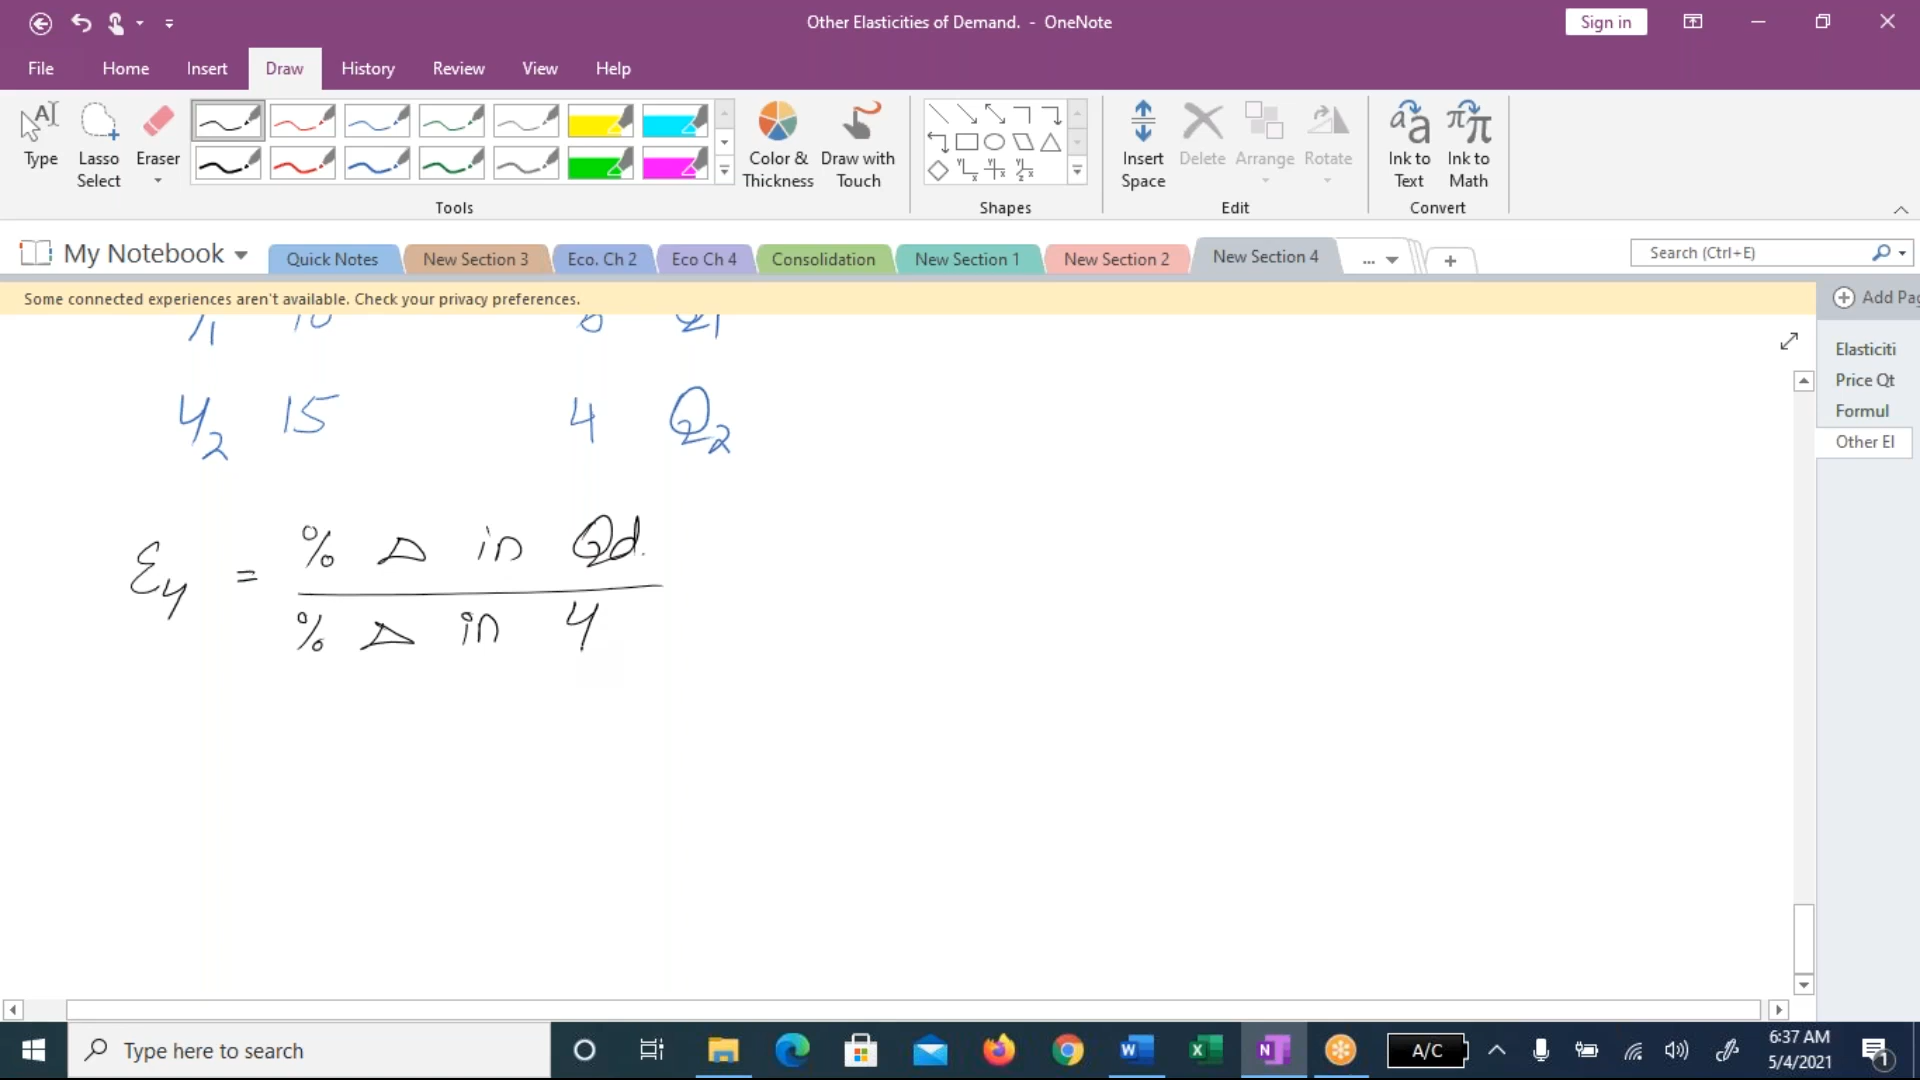 Other Elasticities of Demand. - OneNote
Sign in
File Home Insert Draw History Review View Help
Type
Lasso Select
Eraser
Color & Thickness
Draw with Touch
Insert Space
Delete
Arrange
Rotate
Ink to Text
Ink to Math
Tools
Shapes
Edit
Convert
My Notebook
Quick Notes
New Section 3
Eco. Ch 2
Eco Ch 4
Consolidation
New Section 1
New Section 2
New Section 4
...
Search (Ctrl+E)
Some connected experiences aren't available. Check your privacy preferences.
Add Pag
Elasticiti
Price Qt
Formul
Other El
Y2 15 4 Q2
Ey = % Δ in Qd.
% Δ in Y
Type here to search
A/C
6:37 AM
5/4/2021
1